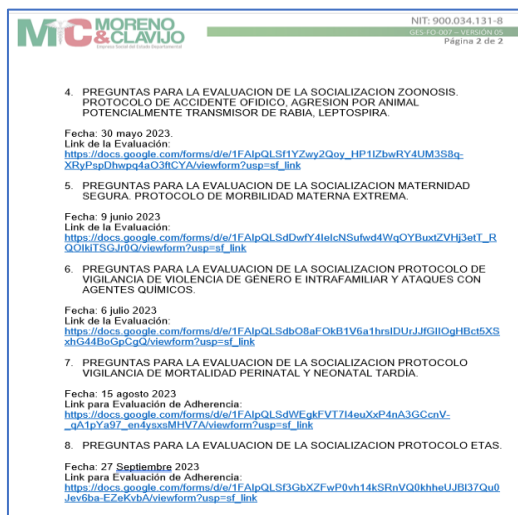 MC MORENO
&CLAVIJO
Empresa Social del Estado Departamental
NIT: 900.034.131-8
GES-FO-007 – VERSIÓN 05
Página 2 de 2
4. PREGUNTAS PARA LA EVALUACION DE LA SOCIALIZACION ZOONOSIS.
PROTOCOLO DE ACCIDENTE OFIDICO, AGRESION POR ANIMAL
POTENCIALMENTE TRANSMISOR DE RABIA, LEPTOSPIRA.
Fecha: 30 mayo 2023.
Link de la Evaluación:
https://docs.google.com/forms/d/e/1FAIpQLSf1YZwy2Qoy_HP1IZbwRY4UM3S8q-
XRyPspDhwpq4aO3ftCYA/viewform?usp=sf_link
5. PREGUNTAS PARA LA EVALUACION DE LA SOCIALIZACION MATERNIDAD
SEGURA. PROTOCOLO DE MORBILIDAD MATERNA EXTREMA.
Fecha: 9 junio 2023
Link de la Evaluación:
https://docs.google.com/forms/d/e/1FAIpQLSdDwfY4IeIcNSufwd4WqOYBuxtZVHj3etT_R
QOIkiTSGJr0Q/viewform?usp=sf_link
6. PREGUNTAS PARA LA EVALUACION DE LA SOCIALIZACION PROTOCOLO DE
VIGILANCIA DE VIOLENCIA DE GÉNERO E INTRAFAMILIAR Y ATAQUES CON
AGENTES QUÍMICOS.
Fecha: 6 julio 2023
Link de la Evaluación:
https://docs.google.com/forms/d/e/1FAIpQLSdbO8aFOkB1V6a1hrsIDUrJJfGIIOgHBct5XS
xhG44BoGpCgQ/viewform?usp=sf_link
7. PREGUNTAS PARA LA EVALUACION DE LA SOCIALIZACION PROTOCOLO
VIGILANCIA DE MORTALIDAD PERINATAL Y NEONATAL TARDÍA.
Fecha: 15 agosto 2023
Link para Evaluación de Adherencia:
https://docs.google.com/forms/d/e/1FAIpQLSdWEgkFVT7I4euXxP4nA3GCcnV-
_qA1pYa97_en4ysxsMHV7A/viewform?usp=sf_link
8. PREGUNTAS PARA LA EVALUACION DE LA SOCIALIZACION PROTOCOLO ETAS.
Fecha: 27 Septiembre 2023
Link para Evaluación de Adherencia:
https://docs.google.com/forms/d/e/1FAIpQLSf3GbXZFwP0vh14kSRnVQ0khheUJBI37Qu0
Jev6ba-EZeKvbA/viewform?usp=sf_link